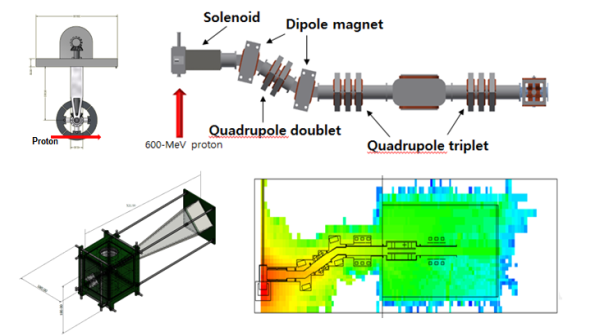 Solenoid
Dipole magnet
Proton
600-MeV proton
Quadrupole doublet
Quadrupole triplet